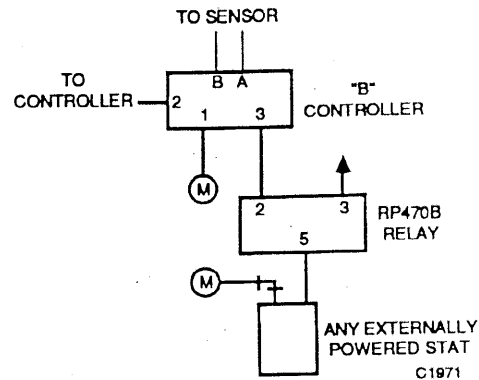 TO SENSOR
B A
TO
CONTROLLER
2
1 3
"B"
CONTROLLER
M
2 3
5
RP470B
RELAY
M
ANY EXTERNALLY
POWERED STAT
C1971